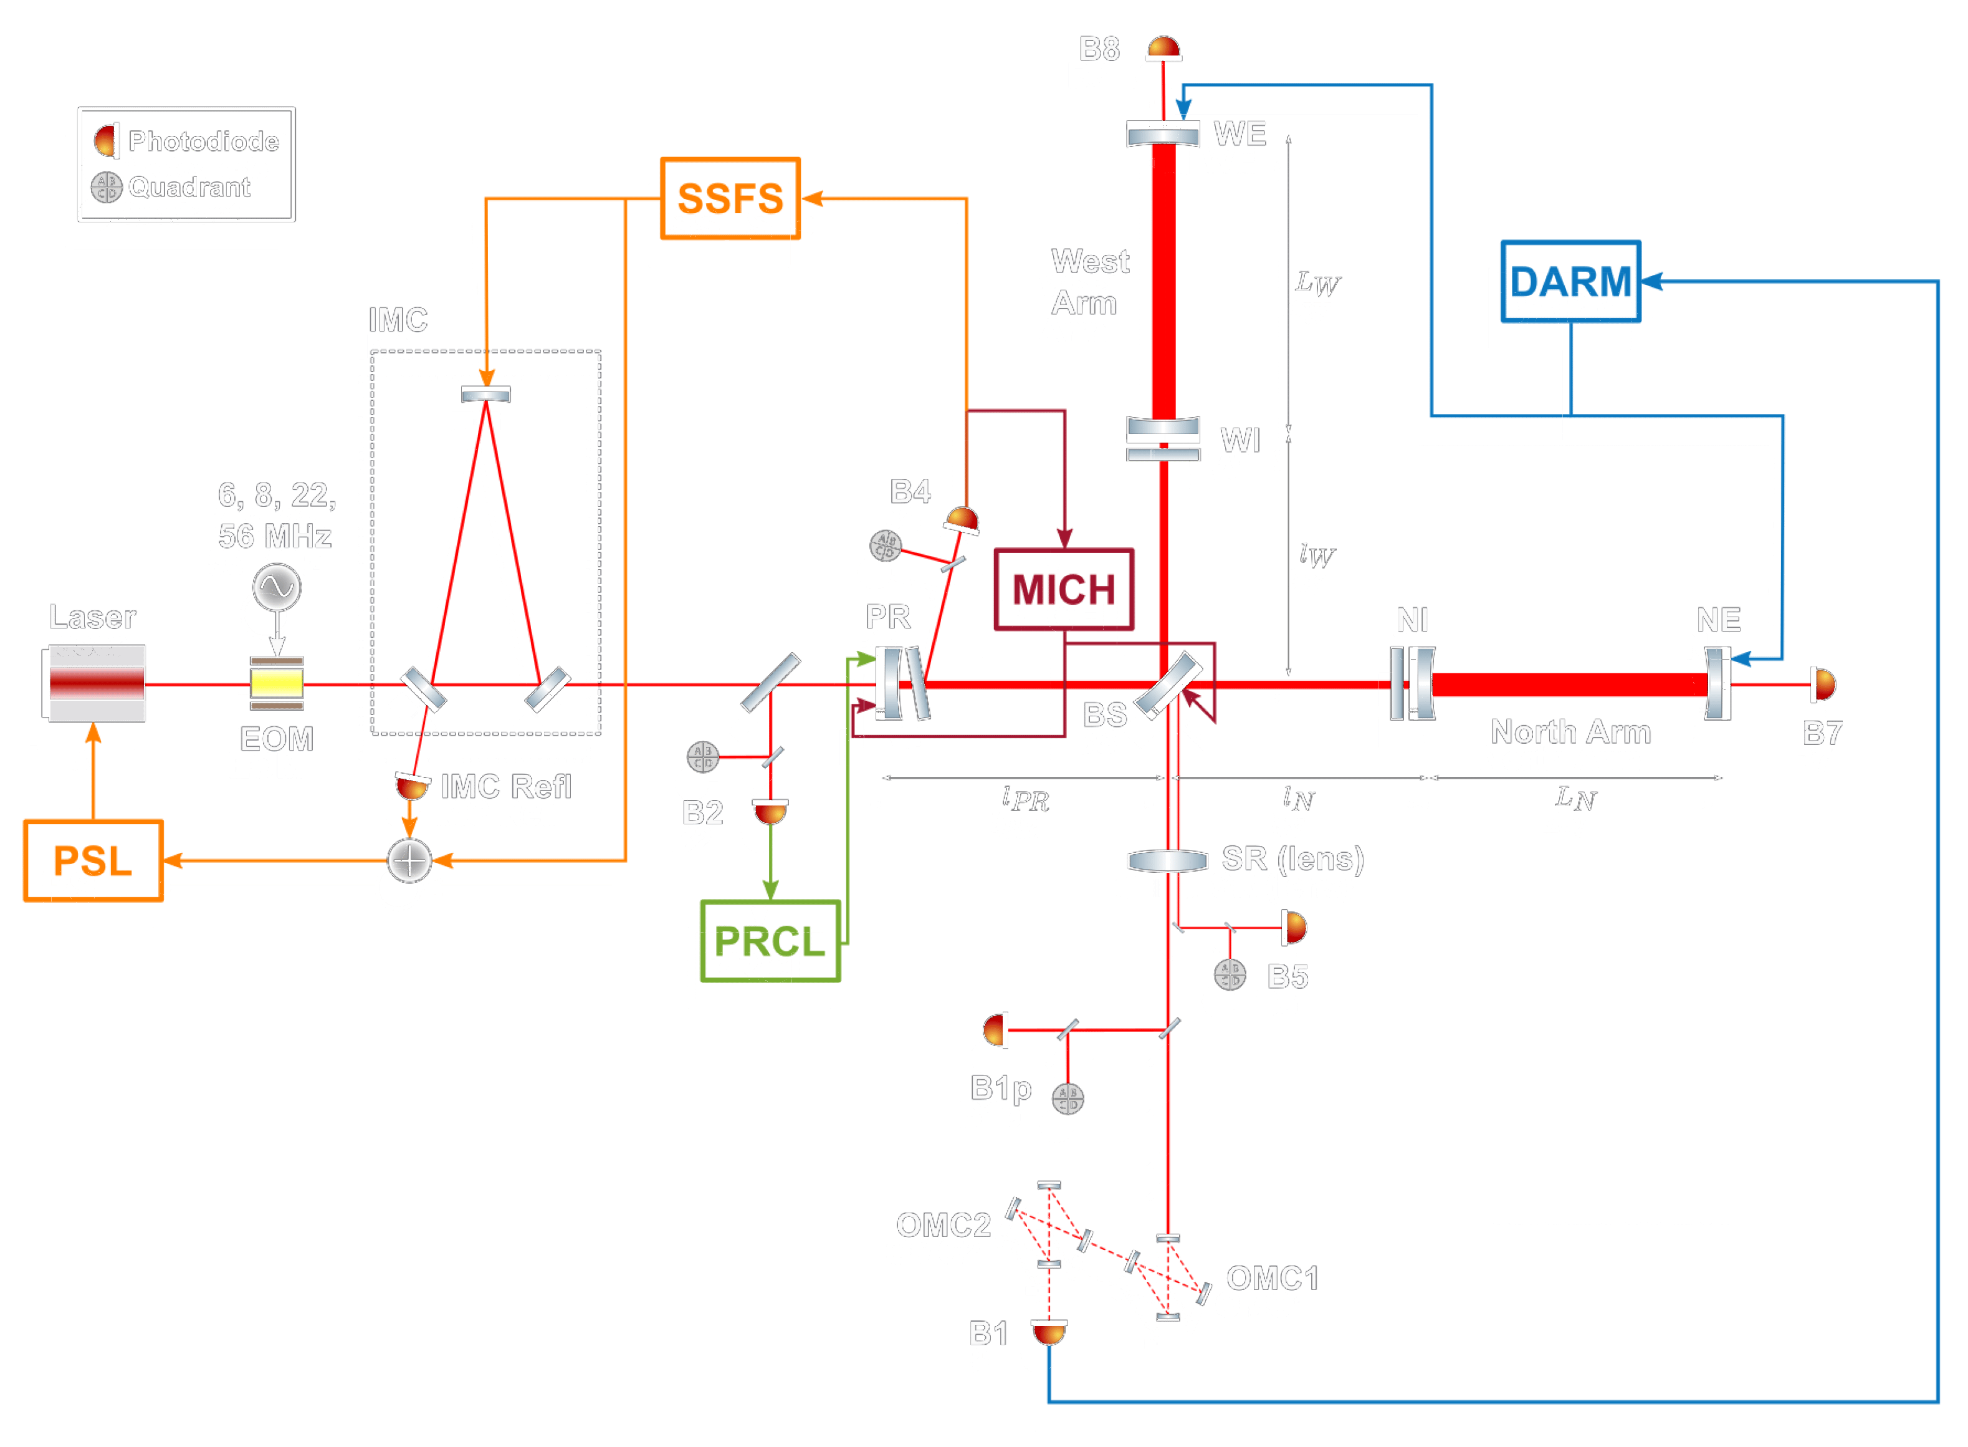 B8
Photodiode
Quadrant
WE
SSFS
West
Arm
L_W
DARM
IMC
WI
6, 8, 22,
56 MHz
B4
A B
C D
l_W
MICH
Laser
PR
NI
NE
EOM
BS
North Arm
B7
IMC Refl
A B
C D
B2
l_PR
l_N
L_N
PSL
SR (lens)
PRCL
A B
C D
B5
B1p
A B
C D
OMC2
OMC1
B1